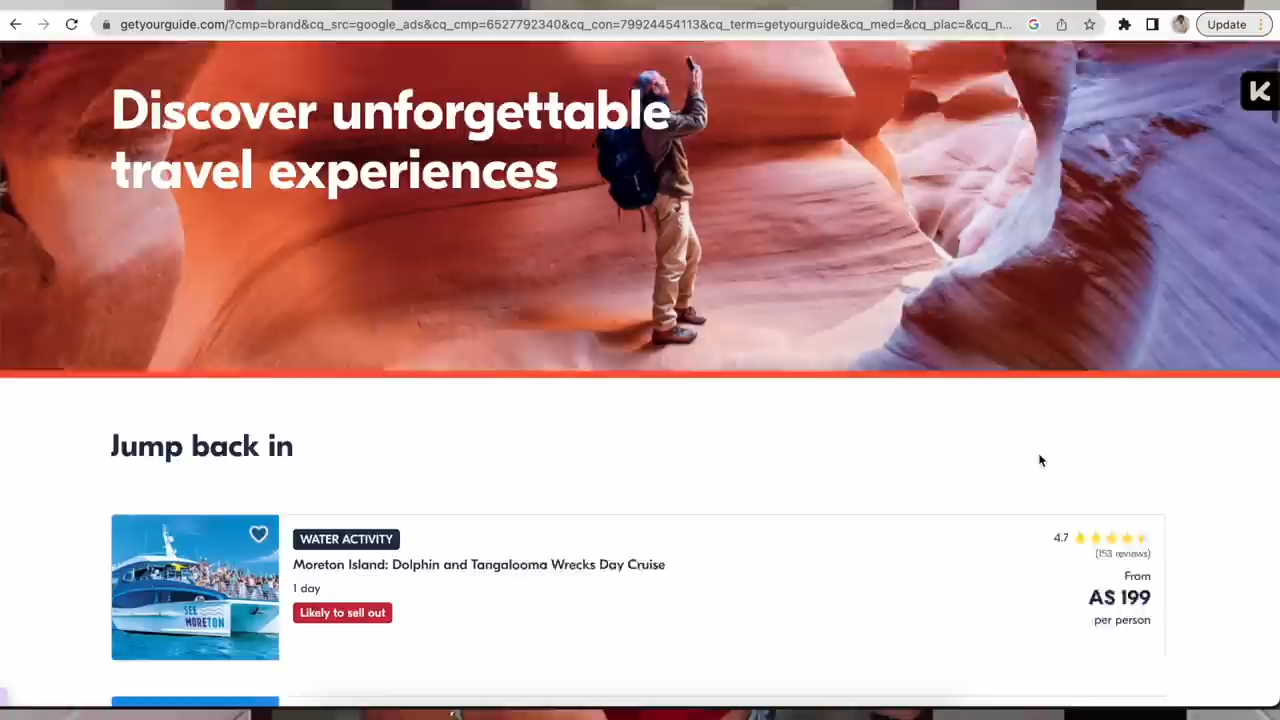 getyourguide.com/?cmp=brand&cq_src=google_ads&cq_cmp=6527792340&cq_con=79924454113&cq_term=getyourguide&cq_med=&cq_plac=&cq_n...
Update
Discover unforgettable
travel experiences
K
Jump back in
WATER ACTIVITY
Moreton Island: Dolphin and Tangalooma Wrecks Day Cruise
1 day
Likely to sell out
4.7
(153 reviews)
From
A$ 199
per person
SEE
MORETON